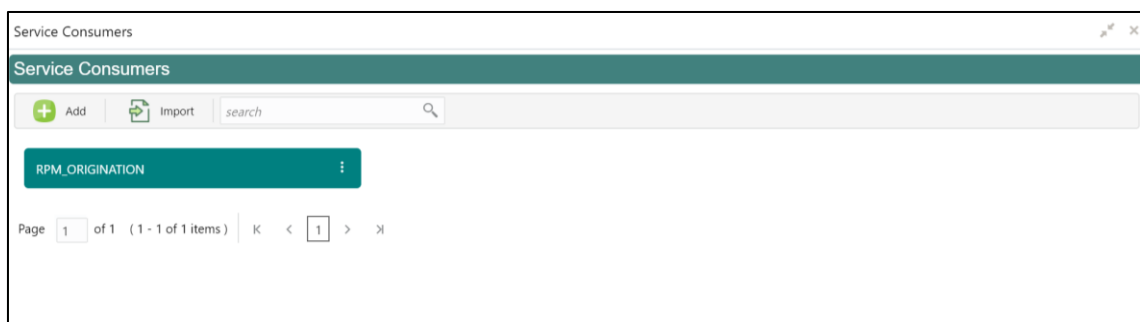 Service Consumers
Service Consumers
Add Import search
RPM_ORIGINATION
Page 1 of 1 (1 - 1 of 1 items) K < 1 > >|